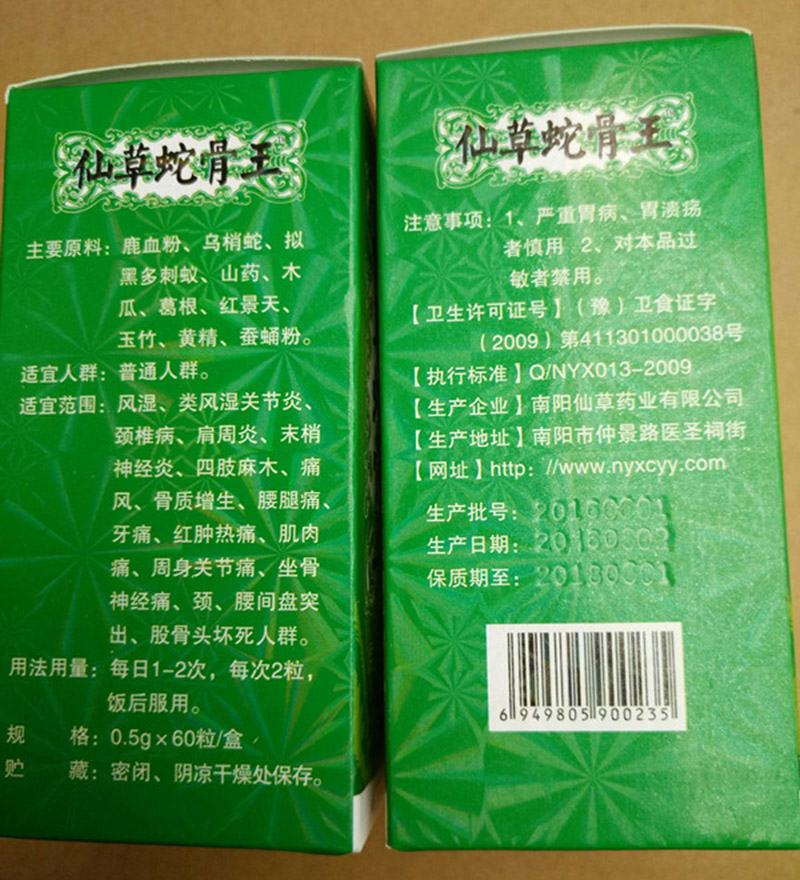 仙草蛇骨王
主要原料：鹿血粉、乌梢蛇、拟
黑多刺蚁、山药、木
瓜、葛根、红景天、
玉竹、黄精、蚕蛹粉。
适宜人群：普通人群。
适宜范围：风湿、类风湿关节炎、
颈椎病、肩周炎、末梢
神经炎、四肢麻木、痛
风、骨质增生、腰腿痛、
牙痛、红肿热痛、肌肉
痛、周身关节痛、坐骨
神经痛、颈、腰间盘突
出、股骨头坏死人群。
用法用量：每日1-2次，每次2粒，
饭后服用。
规 格：0.5g×60粒/盒
贮 藏：密闭、阴凉干燥处保存。
仙草蛇骨王
注意事项：1、严重胃病、胃溃疡
者慎用 2、对本品过
敏者禁用。
【卫生许可证号】（豫）卫食证字
（2009）第411301000038号
【执行标准】Q/NYX013-2009
【生产企业】南阳仙草药业有限公司
【生产地址】南阳市仲景路医圣祠街
【网址】http：//www.nyxcyy.com
生产批号：20160301
生产日期：20160302
保质期至：20180301
6 949805 900235